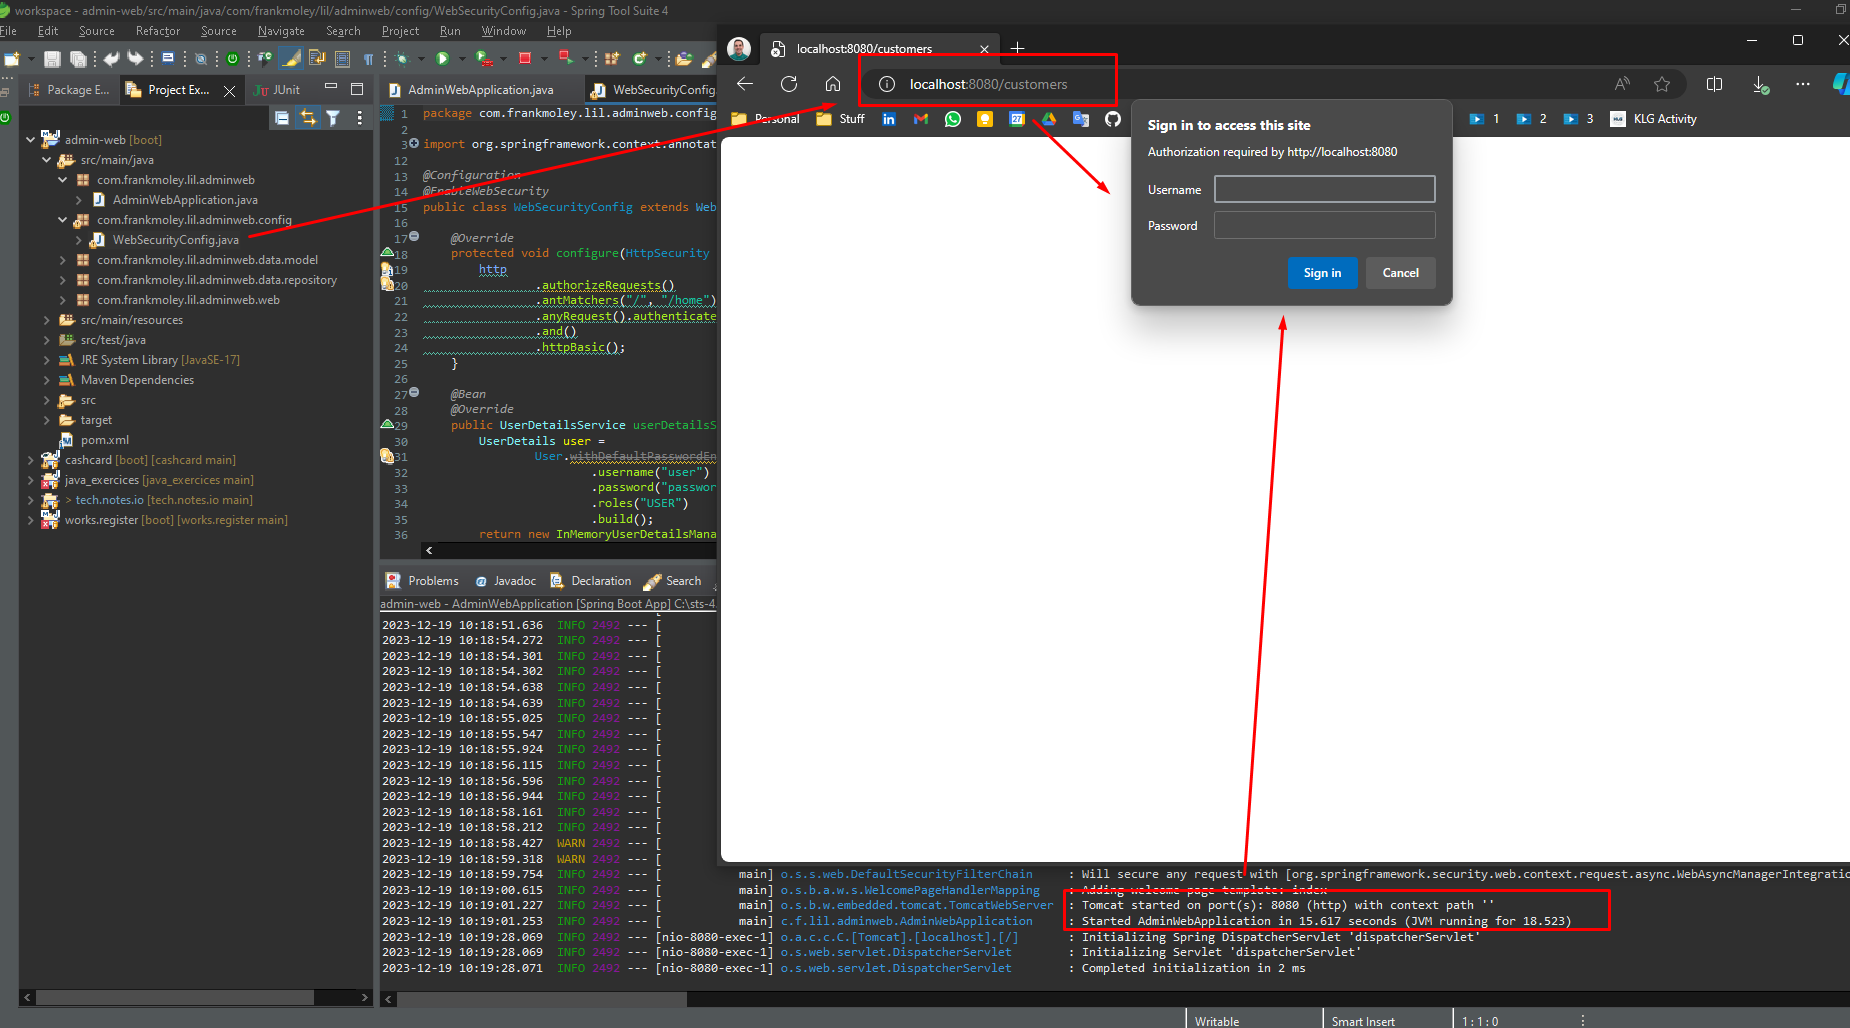 workspace - admin-web/src/main/java/com/frankmoley/lil/adminweb/config/WebSecurityConfig.java - Spring Tool Suite 4
File Edit Source Refactor Source Navigate Search Project Run Window Help
Package E... Project Ex... JUnit
admin-web [boot]
src/main/java
com.frankmoley.lil.adminweb
AdminWebApplication.java
com.frankmoley.lil.adminweb.config
WebSecurityConfig.java
com.frankmoley.lil.adminweb.data.model
com.frankmoley.lil.adminweb.data.repository
com.frankmoley.lil.adminweb.web
src/main/resources
src/test/java
JRE System Library [JavaSE-17]
Maven Dependencies
src
target
pom.xml
cashcard [boot] [cashcard main]
java_exercices [java_exercices main]
> tech.notes.io [tech.notes.io main]
works.register [boot] [works.register main]
AdminWebApplication.java WebSecurityConfig.
1 package com.frankmoley.lil.adminweb.config
2
3 import org.springframework.context.annotat
12
13 @Configuration
14 @EnableWebSecurity
15 public class WebSecurityConfig extends Web
16
17 @Override
18 protected void configure(HttpSecurity
19 http
20 .authorizeRequests()
21 .antMatchers("/", "/home")
22 .anyRequest().authenticate
23 .and()
24 .httpBasic();
25 }
26
27 @Bean
28 @Override
29 public UserDetailsService userDetailsS
30 UserDetails user =
31 User.withDefaultPasswordEn
32 .username("user")
33 .password("passwor
34 .roles("USER")
35 .build();
36 return new InMemoryUserDetailsMana
localhost:8080/customers
localhost:8080/customers
Personal Stuff 1 2 3 KLG Activity
Sign in to access this site
Authorization required by http://localhost:8080
Username
Password
Sign in Cancel
Problems Javadoc Declaration Search
admin-web - AdminWebApplication [Spring Boot App] C:\sts-4.
2023-12-19 10:18:51.636 INFO 2492 --- [
2023-12-19 10:18:54.272 INFO 2492 --- [
2023-12-19 10:18:54.301 INFO 2492 --- [
2023-12-19 10:18:54.302 INFO 2492 --- [
2023-12-19 10:18:54.638 INFO 2492 --- [
2023-12-19 10:18:54.639 INFO 2492 --- [
2023-12-19 10:18:55.025 INFO 2492 --- [
2023-12-19 10:18:55.547 INFO 2492 --- [
2023-12-19 10:18:55.924 INFO 2492 --- [
2023-12-19 10:18:56.115 INFO 2492 --- [
2023-12-19 10:18:56.596 INFO 2492 --- [
2023-12-19 10:18:56.944 INFO 2492 --- [
2023-12-19 10:18:58.161 INFO 2492 --- [
2023-12-19 10:18:58.212 INFO 2492 --- [
2023-12-19 10:18:58.427 WARN 2492 --- [
2023-12-19 10:18:59.318 WARN 2492 --- [
2023-12-19 10:18:59.754 INFO 2492 --- [ main] o.s.s.web.DefaultSecurityFilterChain : Will secure any request with [org.springframework.security.web.context.request.async.WebAsyncManagerIntegratio
2023-12-19 10:19:00.615 INFO 2492 --- [ main] o.s.b.a.w.s.WelcomePageHandlerMapping : Adding welcome page template: index
2023-12-19 10:19:01.227 INFO 2492 --- [ main] o.s.b.w.embedded.tomcat.TomcatWebServer : Tomcat started on port(s): 8080 (http) with context path ''
2023-12-19 10:19:01.253 INFO 2492 --- [ main] c.f.lil.adminweb.AdminWebApplication : Started AdminWebApplication in 15.617 seconds (JVM running for 18.523)
2023-12-19 10:19:28.069 INFO 2492 --- [nio-8080-exec-1] o.a.c.c.C.[Tomcat].[localhost].[/] : Initializing Spring DispatcherServlet 'dispatcherServlet'
2023-12-19 10:19:28.069 INFO 2492 --- [nio-8080-exec-1] o.s.web.servlet.DispatcherServlet : Initializing Servlet 'dispatcherServlet'
2023-12-19 10:19:28.071 INFO 2492 --- [nio-8080-exec-1] o.s.web.servlet.DispatcherServlet : Completed initialization in 2 ms
Writable Smart Insert 1 : 1 : 0